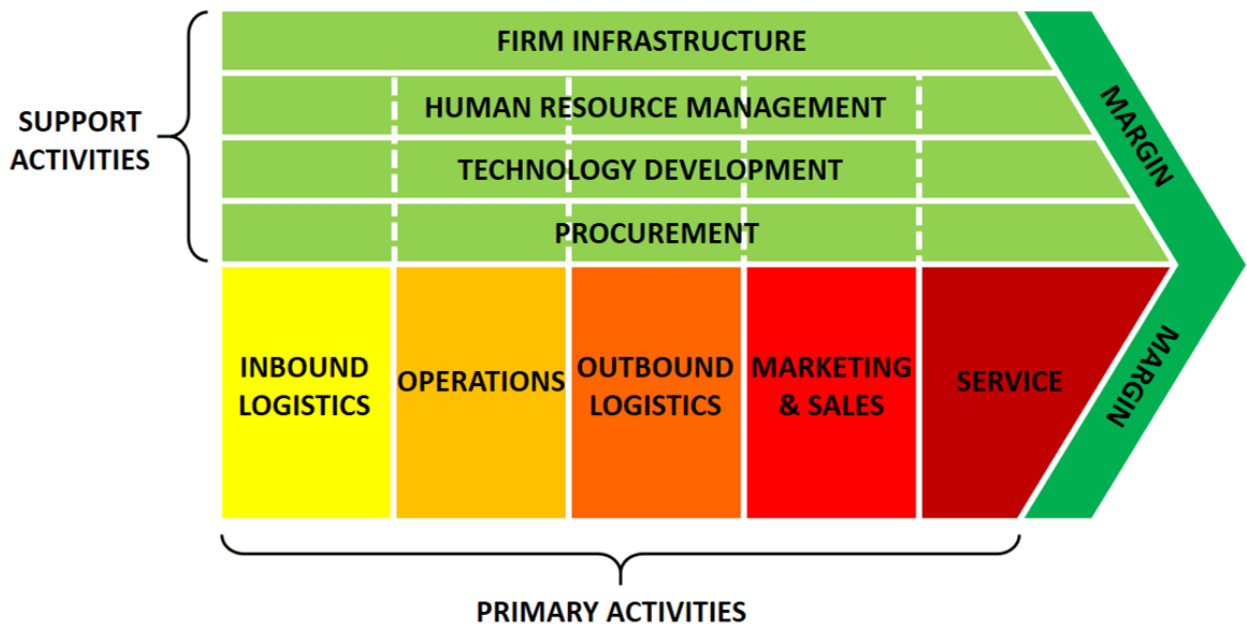 FIRM INFRASTRUCTURE
HUMAN RESOURCE MANAGEMENT
TECHNOLOGY DEVELOPMENT
PROCUREMENT
SUPPORT
ACTIVITIES
MARGIN
INBOUND
LOGISTICS
OPERATIONS
OUTBOUND
LOGISTICS
MARKETING
& SALES
SERVICE
MARGIN
PRIMARY ACTIVITIES